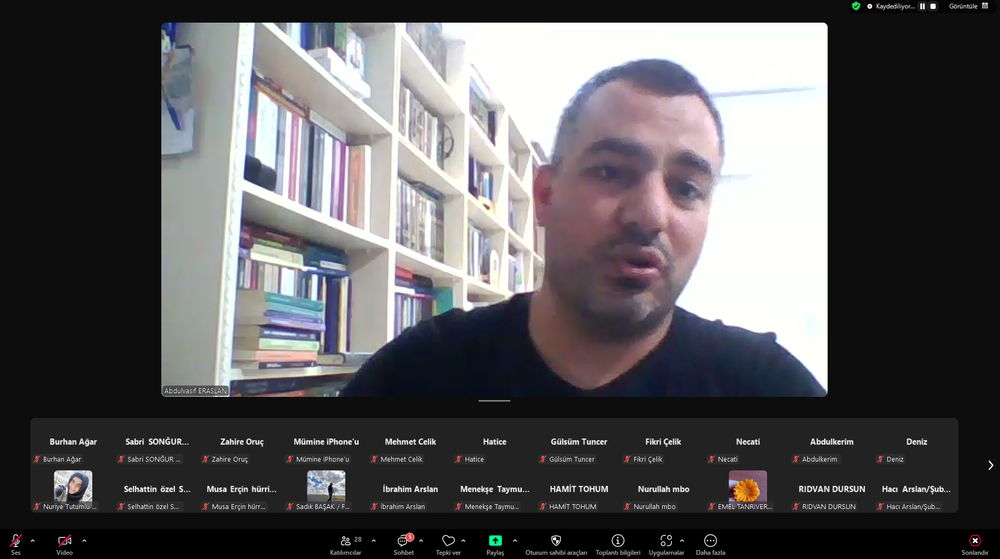 Kaydediliyor...
Görüntüle
Abdulvasıf ERASLAN
Burhan Ağar
Sabri SONĞUR...
Zahire Oruç
Mümine iPhone’u
Mehmet Celik
Hatice
Gülsüm Tuncer
Fikri Çelik
Necati
Abdulkerim
Deniz
Burhan Ağar
Sabri SONĞUR ...
Zahire Oruç
Mümine iPhone'u
Mehmet Celik
Hatice
Gülsüm Tuncer
Fikri Çelik
Necati
Abdulkerim
Deniz
Selhattin özel S...
Musa Erçin hürri...
İbrahim Arslan
Menekşe Taymu...
HAMİT TOHUM
Nurullah mbo
RIDVAN DURSUN
Hacı Arslan/Şub...
Nuriye Tutumlu ...
Selhattin özel S...
Musa Erçin hürr...
Sadık BAŞAK / F...
İbrahim Arslan
Menekşe Taymu...
HAMİT TOHUM
Nurullah mbo
EMEL TANRIVER...
RIDVAN DURSUN
Hacı Arslan/Şub...
Ses
Video
28
Katılımcılar
5
Sohbet
Tepki ver
Paylaş
Oturum sahibi araçları
Toplantı bilgileri
Uygulamalar
Daha fazla
Sonlandır